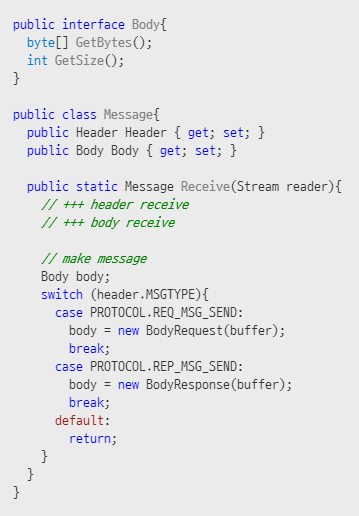 public interface Body{
  byte[] GetBytes();
  int GetSize();
}

public class Message{
  public Header Header { get; set; }
  public Body Body { get; set; }

  public static Message Receive(Stream reader){
    // +++ header receive
    // +++ body receive

    // make message
    Body body;
    switch (header.MSGTYPE){
      case PROTOCOL.REQ_MSG_SEND:
        body = new BodyRequest(buffer);
        break;
      case PROTOCOL.REP_MSG_SEND:
        body = new BodyResponse(buffer);
        break;
      default:
        return;
    }
  }
}